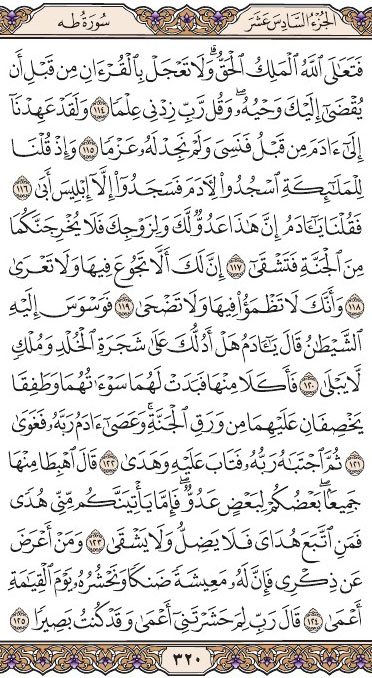 الجُزْءُ السَّادِسَ عَشَرَ سُورَةُ طه
فَتَعَٰلَى ٱللَّهُ ٱلْمَلِكُ ٱلْحَقُّ ۗ وَلَا تَعْجَلْ بِٱلْقُرْءَانِ مِن قَبْلِ أَن
يُقْضَىٰٓ إِلَيْكَ وَحْيُهُۥ ۖ وَقُل رَّبِّ زِدْنِى عِلْمًا ١١٤ وَلَقَدْ عَهِدْنَآ
إِلَىٰٓ ءَادَمَ مِن قَبْلُ فَنَسِىَ وَلَمْ نَجِدْ لَهُۥ عَزْمًا ١١٥ وَإِذْ قُلْنَا
لِلْمَلَٰٓئِكَةِ ٱسْجُدُوا۟ لِءَادَمَ فَسَجَدُوٓا۟ إِلَّآ إِبْلِيسَ أَبَىٰ ١١٦
فَقُلْنَا يَٰٓـَٔادَمُ إِنَّ هَٰذَا عَدُوٌّ لَّكَ وَلِزَوْجِكَ فَلَا يُخْرِجَنَّكُمَا
مِنَ ٱلْجَنَّةِ فَتَشْقَىٰٓ ١١٧ إِنَّ لَكَ أَلَّا تَجُوعَ فِيهَا وَلَا تَعْرَىٰ
١١٨ وَأَنَّكَ لَا تَظْمَؤُا۟ فِيهَا وَلَا تَضْحَىٰ ١١٩ فَوَسْوَسَ إِلَيْهِ
ٱلشَّيْطَٰنُ قَالَ يَٰٓـَٔادَمُ هَلْ أَدُلُّكَ عَلَىٰ شَجَرَةِ ٱلْخُلْدِ وَمُلْكٍ
لَّا يَبْلَىٰ ١٢٠ فَأَكَلَا مِنْهَا فَبَدَتْ لَهُمَا سَوْءَٰتُهُمَا وَطَفِقَا
يَخْصِفَانِ عَلَيْهِمَا مِن وَرَقِ ٱلْجَنَّةِ ۚ وَعَصَىٰٓ ءَادَمُ رَبَّهُۥ فَغَوَىٰ
١٢١ ثُمَّ ٱجْتَبَٰهُ رَبُّهُۥ فَتَابَ عَلَيْهِ وَهَدَىٰ ١٢٢ قَالَ ٱهْبِطَا مِنْهَا
جَمِيعًۢا ۖ بَعْضُكُمْ لِبَعْضٍ عَدُوٌّ ۖ فَإِمَّا يَأْتِيَنَّكُم مِّنِّى هُدًى
فَمَنِ ٱتَّبَعَ هُدَاىَ فَلَا يَضِلُّ وَلَا يَشْقَىٰ ١٢٣ وَمَنْ أَعْرَضَ
عَن ذِكْرِى فَإِنَّ لَهُۥ مَعِيشَةً ضَنكًا وَنَحْشُرُهُۥ يَوْمَ ٱلْقِيَٰمَةِ
أَعْمَىٰ ١٢٤ قَالَ رَبِّ لِمَ حَشَرْتَنِىٓ أَعْمَىٰ وَقَدْ كُنتُ بَصِيرًا ١٢٥
٣٢٠